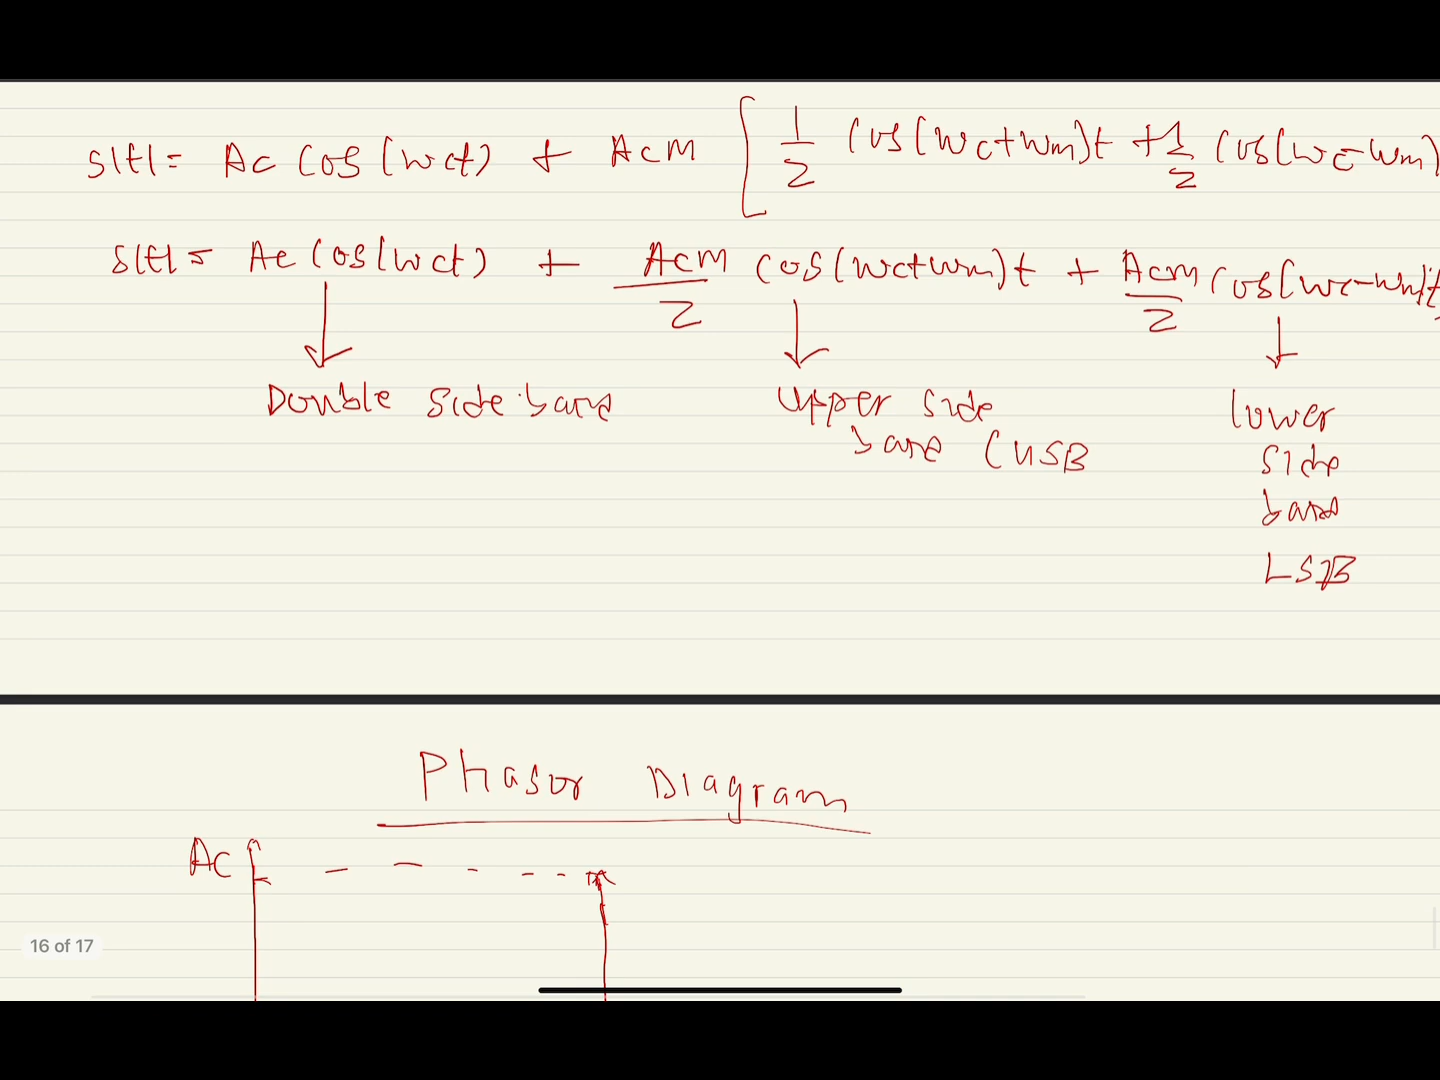 s(t) = Ac Cos(wct) + Acm [ 1/2 Cos(wc+wm)t + 1/2 Cos(wc-wm)
s(t) = Ac Cos(wct) + Acm/2 cos(wc+wm)t + Acm/2 Cos(wc-wm)t
Double side band
Upper side
band (USB
lower
side
band
LSB
Phasor Diagram
Ac
16 of 17